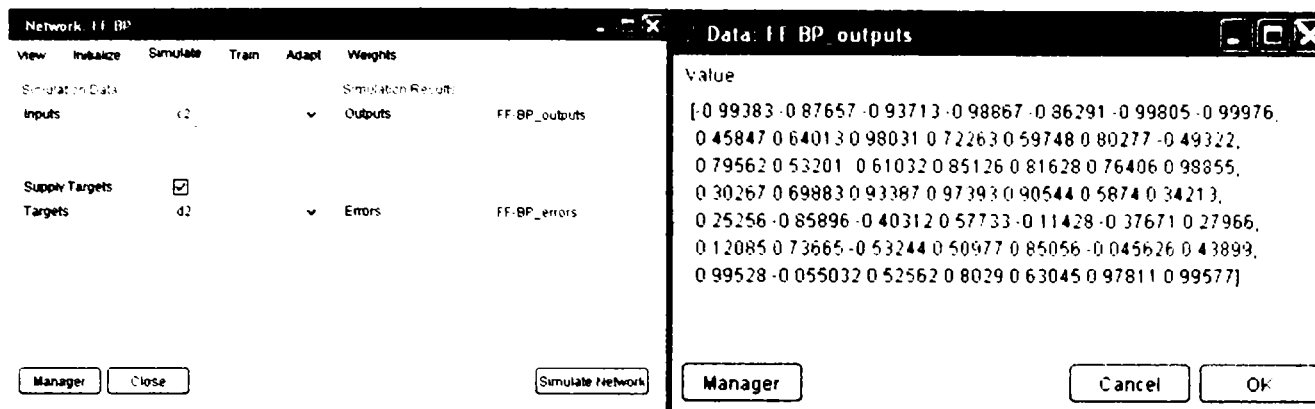 Network: FF-BP
View Initialize Simulate Train Adapt Weights
Simulation Data Simulation Results
Inputs c2 Outputs FF-BP_outputs
Supply Targets
Targets d2 Errors FF-BP_errors
Manager Close Simulate Network
Data: FF-BP_outputs
Value
[-0.99383 -0.87657 -0.93713 -0.98867 -0.86291 -0.99805 -0.99976,
0.45847 0.64013 0.98031 0.72263 0.59748 0.80277 -0.49322,
0.79562 0.53201 0.61032 0.85126 0.81628 0.76406 0.98855,
0.30267 0.69883 0.93387 0.97393 0.90544 0.5874 0.34213,
0.25256 -0.85896 -0.40312 0.57733 -0.11428 -0.37671 0.27966,
0.12085 0.73665 -0.53244 0.50977 0.85056 -0.045626 0.43899,
0.99528 -0.055032 0.52562 0.8029 0.63045 0.97811 0.99577]
Manager Cancel OK